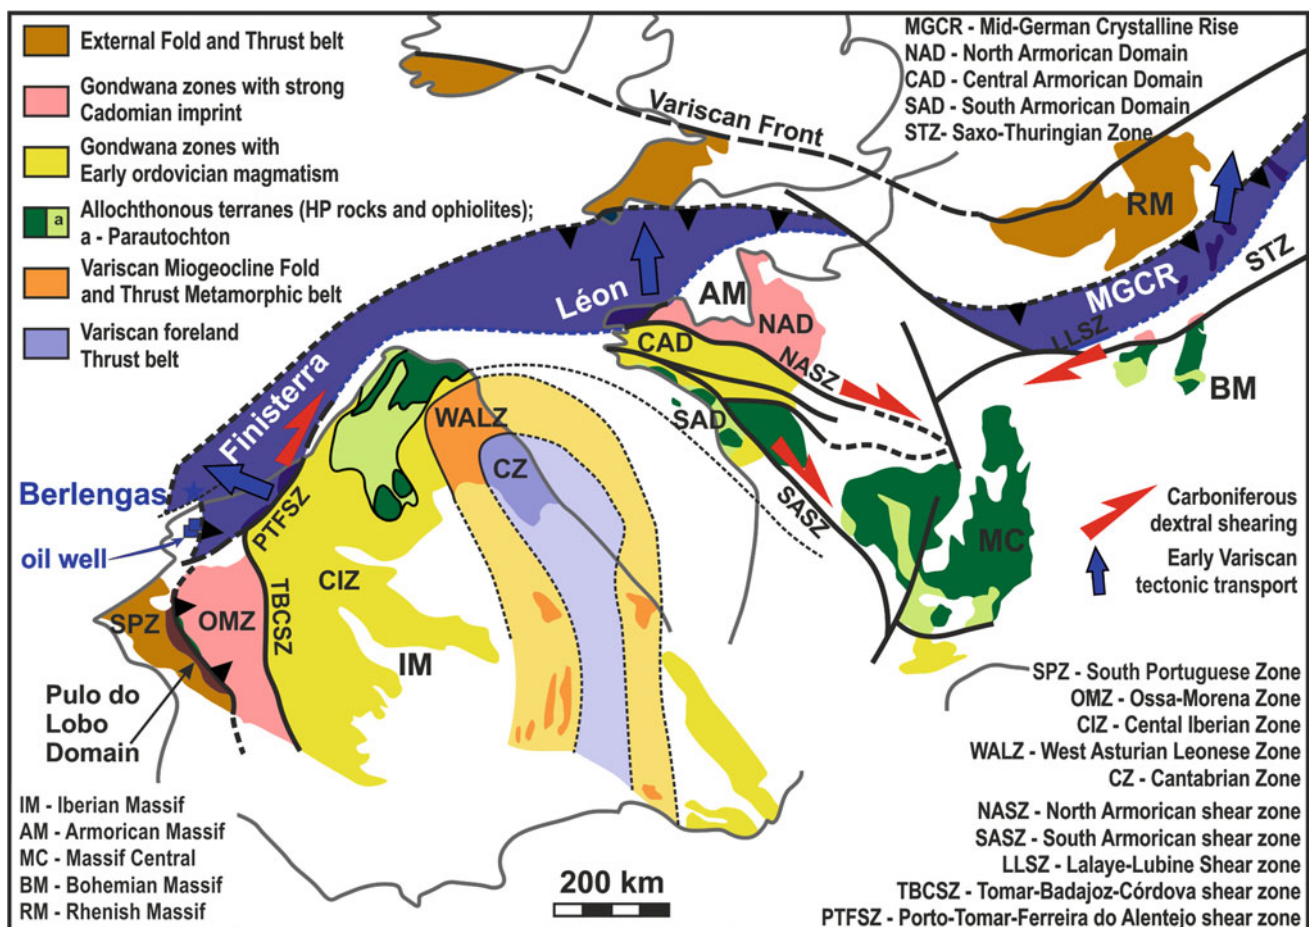 External Fold and Thrust belt
Gondwana zones with strong
Cadomian imprint
Gondwana zones with
Early ordovician magmatism
a
Allochthonous terranes (HP rocks and ophiolites);
a - Parautochton
Variscan Miogeocline Fold
and Thrust Metamorphic belt
Variscan foreland
Thrust belt
MGCR - Mid-German Crystalline Rise
NAD - North Armorican Domain
CAD - Central Armorican Domain
SAD - South Armorican Domain
STZ- Saxo-Thuringian Zone
Variscan Front
RM
STZ
MGCR
LLSZ
BM
Léon
AM
NAD
CAD
NASZ
SAD
SASZ
MC
Finisterra
WALZ
CZ
Berlengas
oil well
PTFSZ
CIZ
TBCSZ
OMZ
SPZ
IM
Pulo do
Lobo
Domain
Carboniferous
dextral shearing
Early Variscan
tectonic transport
IM - Iberian Massif
AM - Armorican Massif
MC - Massif Central
BM - Bohemian Massif
RM - Rhenish Massif
200 km
SPZ - South Portuguese Zone
OMZ - Ossa-Morena Zone
CIZ - Cental Iberian Zone
WALZ - West Asturian Leonese Zone
CZ - Cantabrian Zone
NASZ - North Armorican shear zone
SASZ - South Armorican shear zone
LLSZ - Lalaye-Lubine Shear zone
TBCSZ - Tomar-Badajoz-Córdova shear zone
PTFSZ - Porto-Tomar-Ferreira do Alentejo shear zone